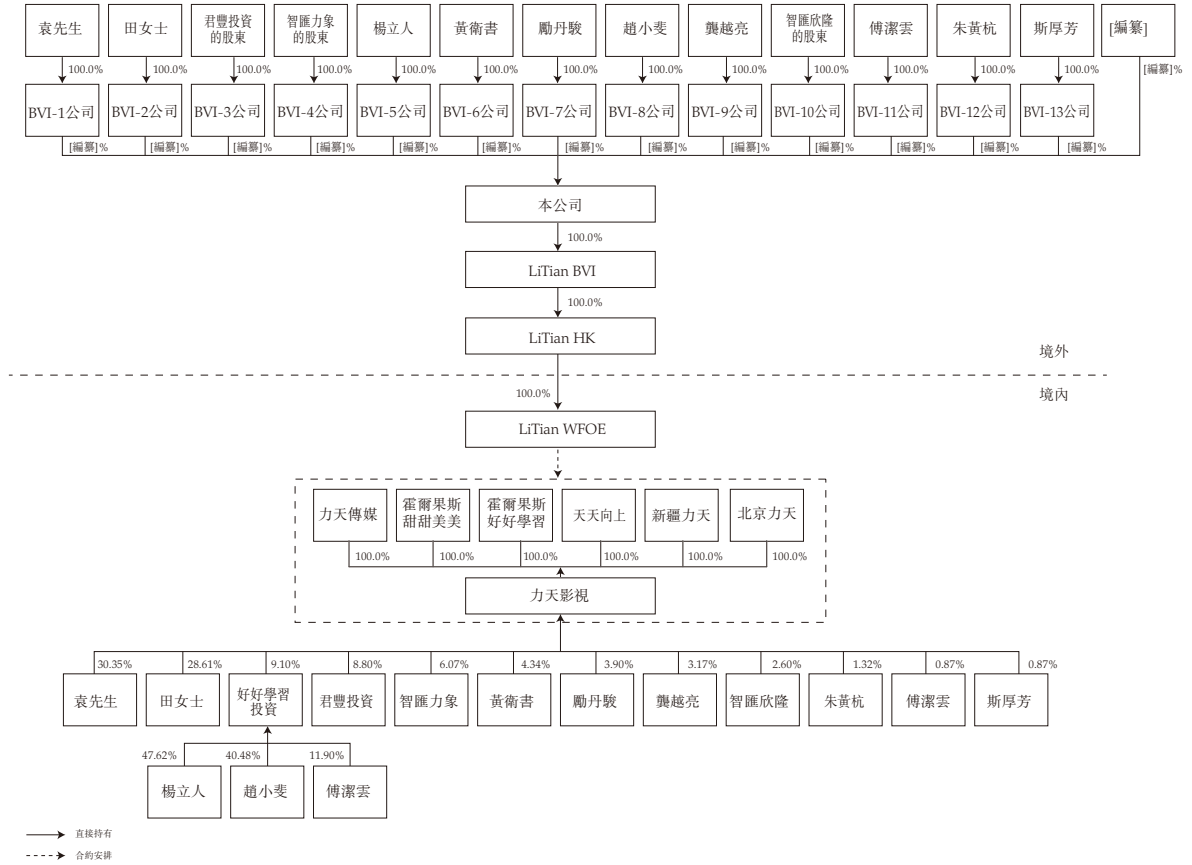 袁先生
田女士
君豐投資
的股東
智匯力象
的股東
楊立人
黃衛書
勵丹駿
趙小斐
龔越亮
智匯欣隆
的股東
傅潔雲
朱黃杭
斯厚芳
[編纂]
100.0% 100.0% 100.0% 100.0% 100.0% 100.0% 100.0% 100.0% 100.0% 100.0% 100.0% 100.0% 100.0% [編纂]%
BVI-1公司 BVI-2公司 BVI-3公司 BVI-4公司 BVI-5公司 BVI-6公司 BVI-7公司 BVI-8公司 BVI-9公司 BVI-10公司 BVI-11公司 BVI-12公司 BVI-13公司
[編纂]% [編纂]% [編纂]% [編纂]% [編纂]% [編纂]% [編纂]% [編纂]% [編纂]% [編纂]% [編纂]% [編纂]% [編纂]%
本公司
100.0%
LiTian BVI
100.0%
LiTian HK
境外
100.0%
境內
LiTian WFOE
力天傳媒
霍爾果斯
甜甜美美
霍爾果斯
好好學習
天天向上
新疆力天
北京力天
100.0% 100.0% 100.0% 100.0% 100.0% 100.0%
力天影視
30.35% 28.61% 9.10% 8.80% 6.07% 4.34% 3.90% 3.17% 2.60% 1.32% 0.87% 0.87%
袁先生
田女士
好好學習
投資
君豐投資
智匯力象
黃衛書
勵丹駿
龔越亮
智匯欣隆
朱黃杭
傅潔雲
斯厚芳
47.62% 40.48% 11.90%
楊立人
趙小斐
傅潔雲
直接持有
合約安排